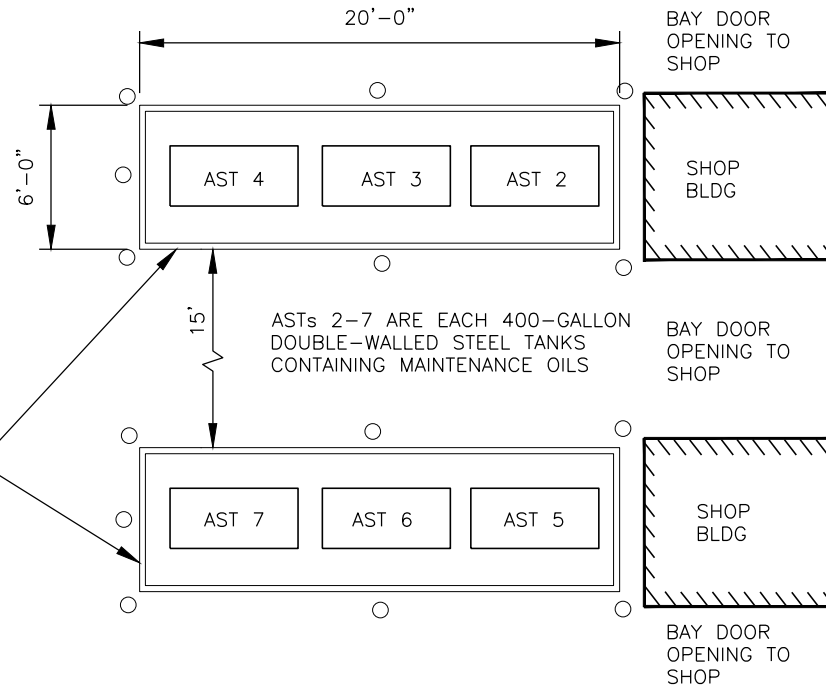 20'-0"
BAY DOOR
OPENING TO
SHOP
6'-0"
AST 4
AST 3
AST 2
SHOP
BLDG
15'
ASTs 2-7 ARE EACH 400-GALLON
DOUBLE-WALLED STEEL TANKS
CONTAINING MAINTENANCE OILS
BAY DOOR
OPENING TO
SHOP
AST 7
AST 6
AST 5
SHOP
BLDG
BAY DOOR
OPENING TO
SHOP